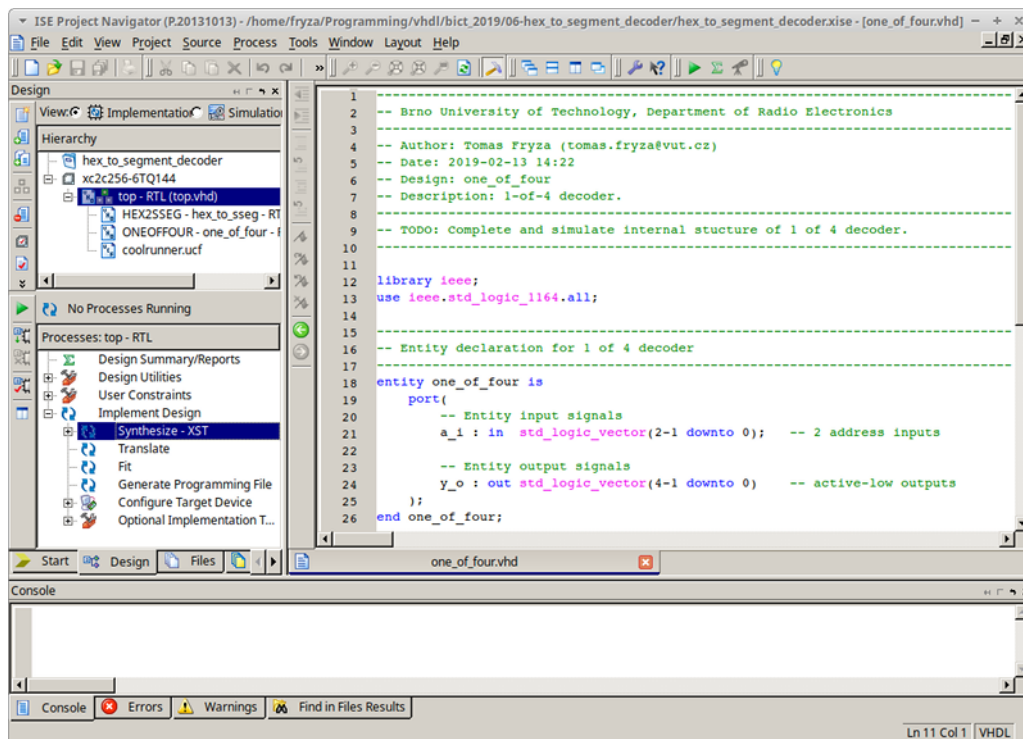 ISE Project Navigator (P.20131013) - /home/fryza/Programming/vhdl/bict_2019/06-hex_to_segment_decoder/hex_to_segment_decoder.xise - [one_of_four.vhd]
File Edit View Project Source Process Tools Window Layout Help
Design
View: Implementation Simulation
Hierarchy
hex_to_segment_decoder
xc2c256-6TQ144
top - RTL (top.vhd)
HEX2SSEG - hex_to_sseg - RT
ONEOFFOUR - one_of_four - F
coolrunner.ucf
No Processes Running
Processes: top - RTL
Design Summary/Reports
Design Utilities
User Constraints
Implement Design
Synthesize - XST
Translate
Fit
Generate Programming File
Configure Target Device
Optional Implementation T...
Start Design Files
1 --------------------------------------------------------------------------------
2 -- Brno University of Technology, Department of Radio Electronics
3 --------------------------------------------------------------------------------
4 -- Author: Tomas Fryza (tomas.fryza@vut.cz)
5 -- Date: 2019-02-13 14:22
6 -- Design: one_of_four
7 -- Description: 1-of-4 decoder.
8 --------------------------------------------------------------------------------
9 -- TODO: Complete and simulate internal stucture of 1 of 4 decoder.
10 --------------------------------------------------------------------------------
11
12 library ieee;
13 use ieee.std_logic_1164.all;
14
15 --------------------------------------------------------------------------------
16 -- Entity declaration for 1 of 4 decoder
17 --------------------------------------------------------------------------------
18 entity one_of_four is
19 port(
20 -- Entity input signals
21 a_i : in std_logic_vector(2-1 downto 0); -- 2 address inputs
22
23 -- Entity output signals
24 y_o : out std_logic_vector(4-1 downto 0) -- active-low outputs
25 );
26 end one_of_four;
one_of_four.vhd
Console
Console Errors Warnings Find in Files Results
Ln 11 Col 1 VHDL